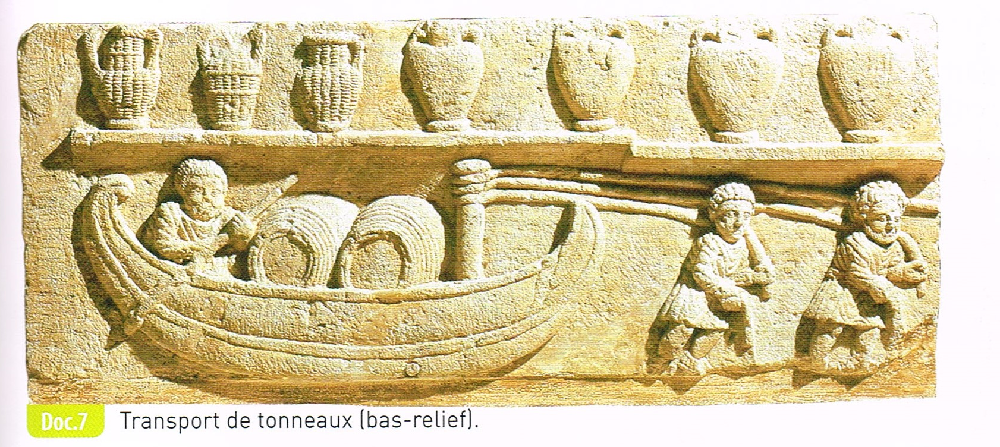 Doc.7 Transport de tonneaux (bas-relief).